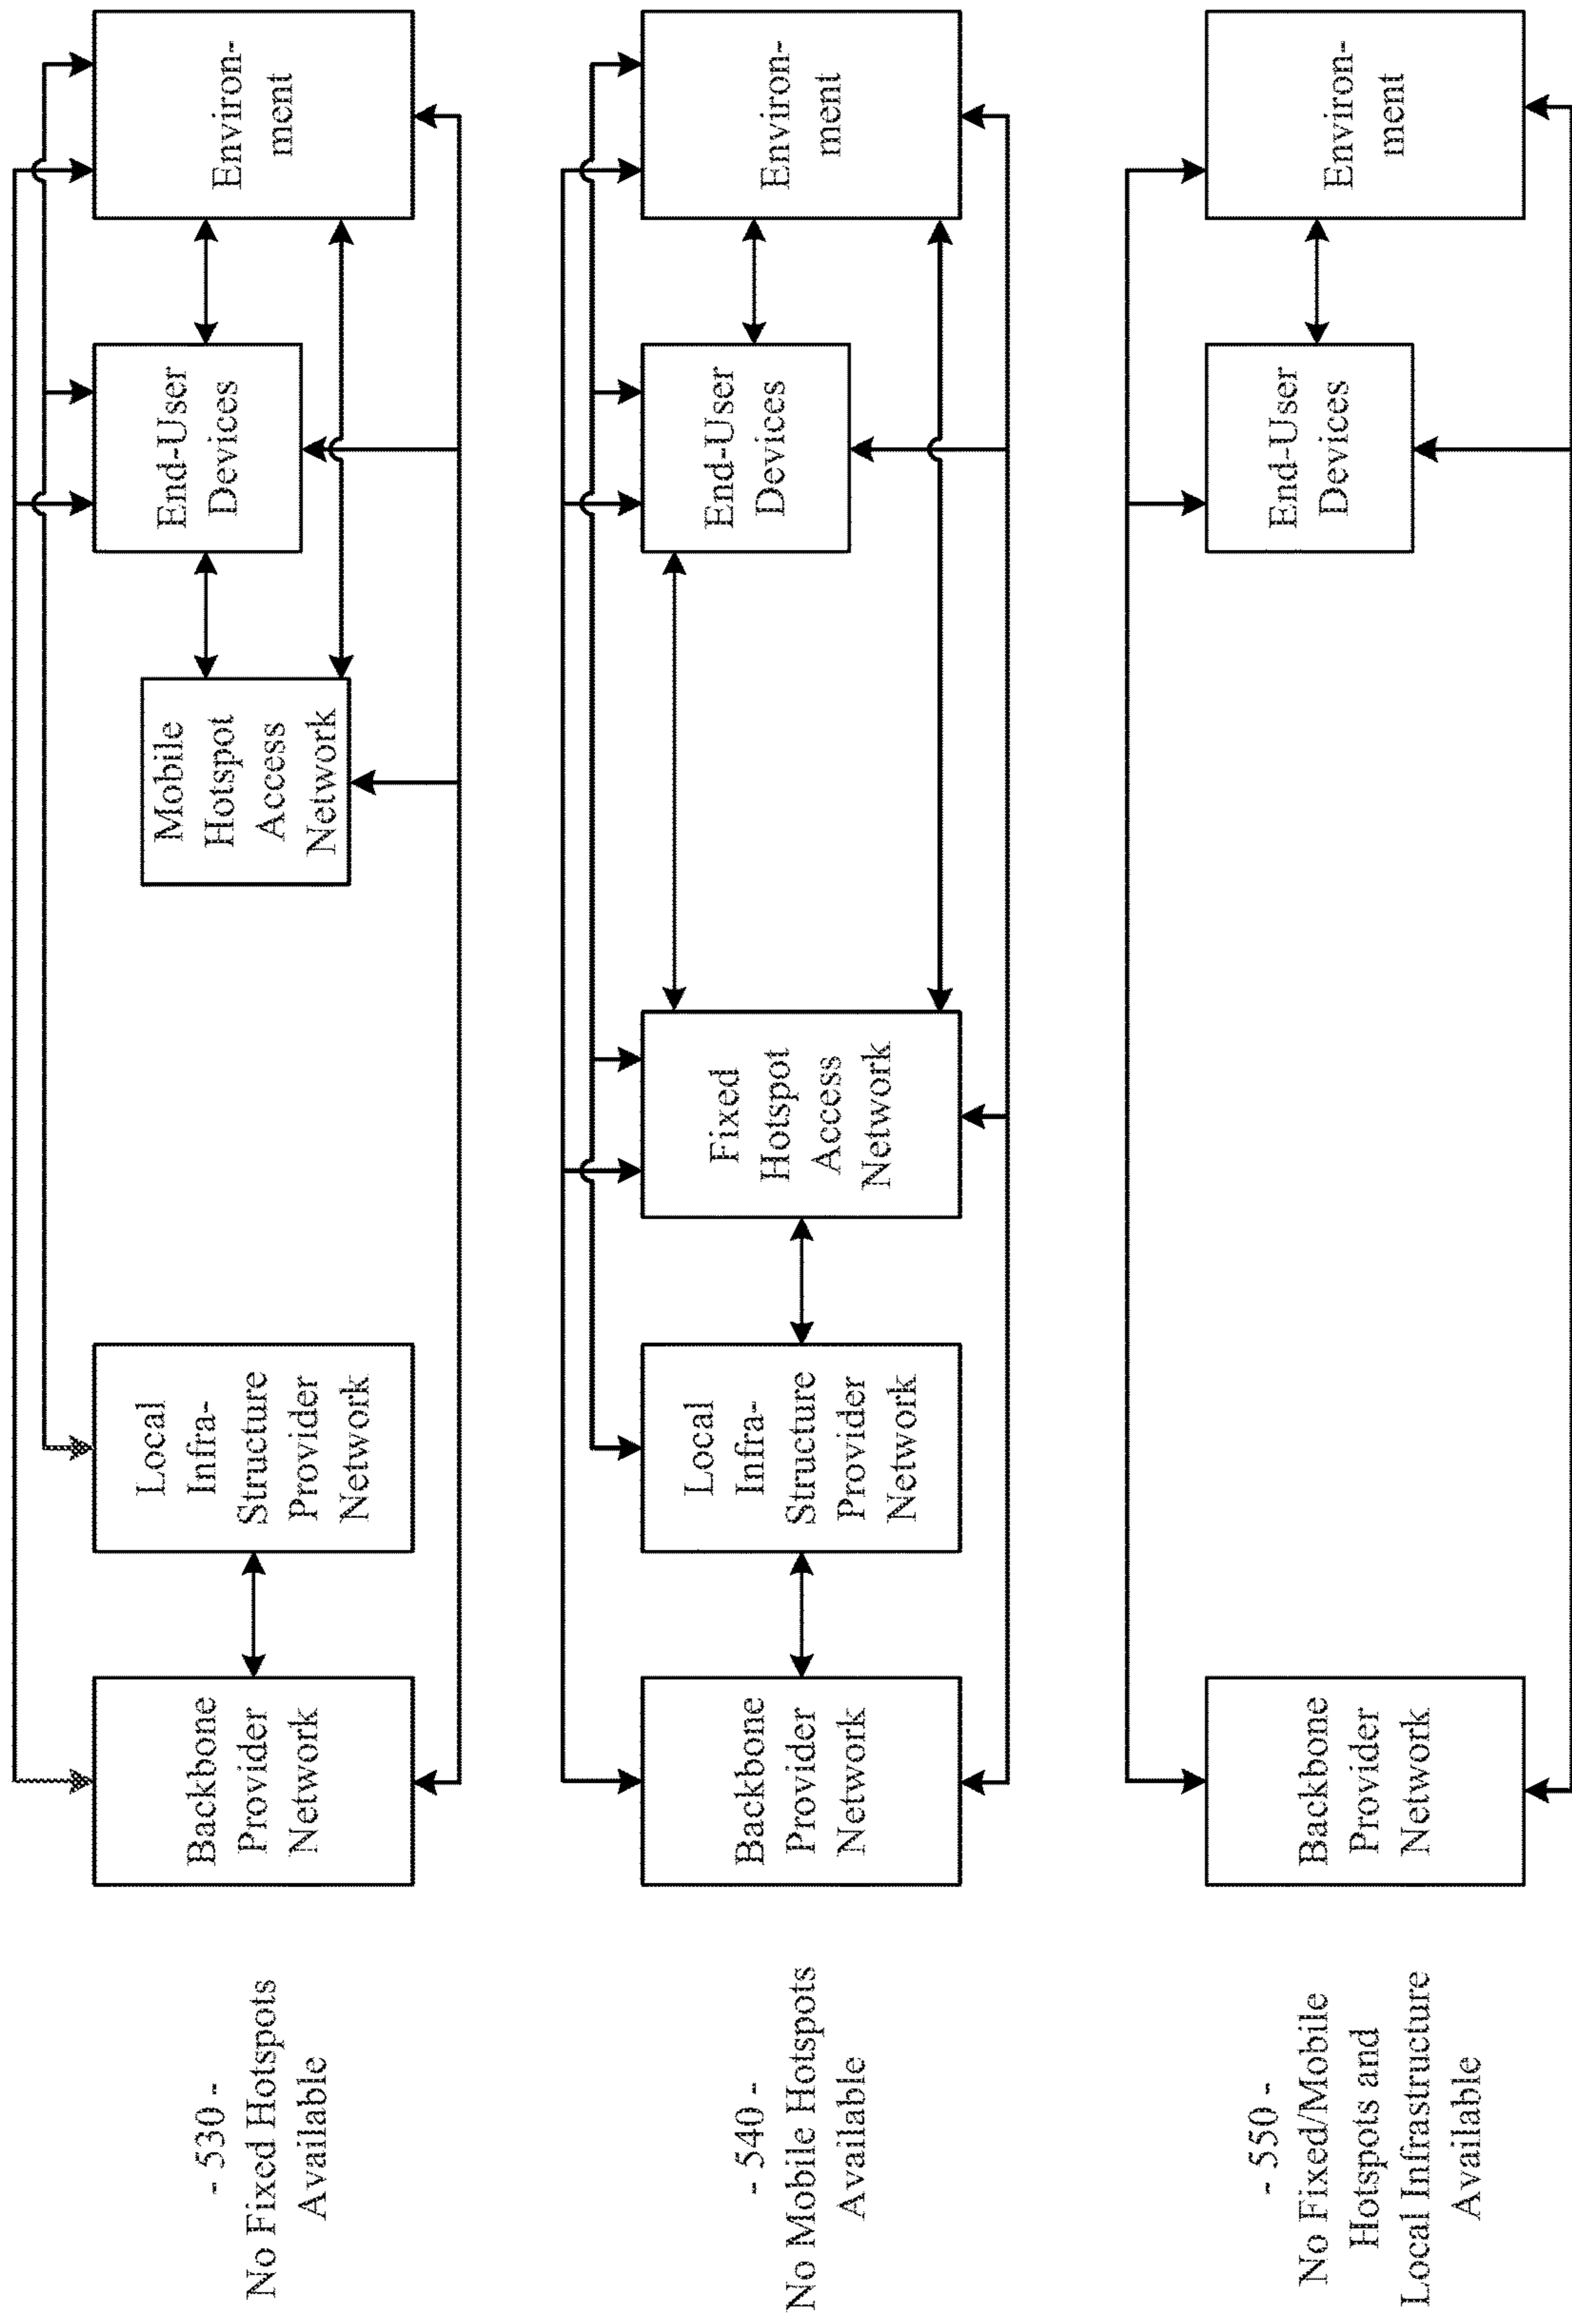 - 530 -
No Fixed Hotspots
Available
Backbone
Provider
Network
Local
Infra-
Structure
Provider
Network
Mobile
Hotspot
Access
Network
End-User
Devices
Environ-
ment
- 540 -
No Mobile Hotspots
Available
Backbone
Provider
Network
Local
Infra-
Structure
Provider
Network
Fixed
Hotspot
Access
Network
End-User
Devices
Environ-
ment
- 550 -
No Fixed/Mobile
Hotspots and
Local Infrastructure
Available
Backbone
Provider
Network
End-User
Devices
Environ-
ment